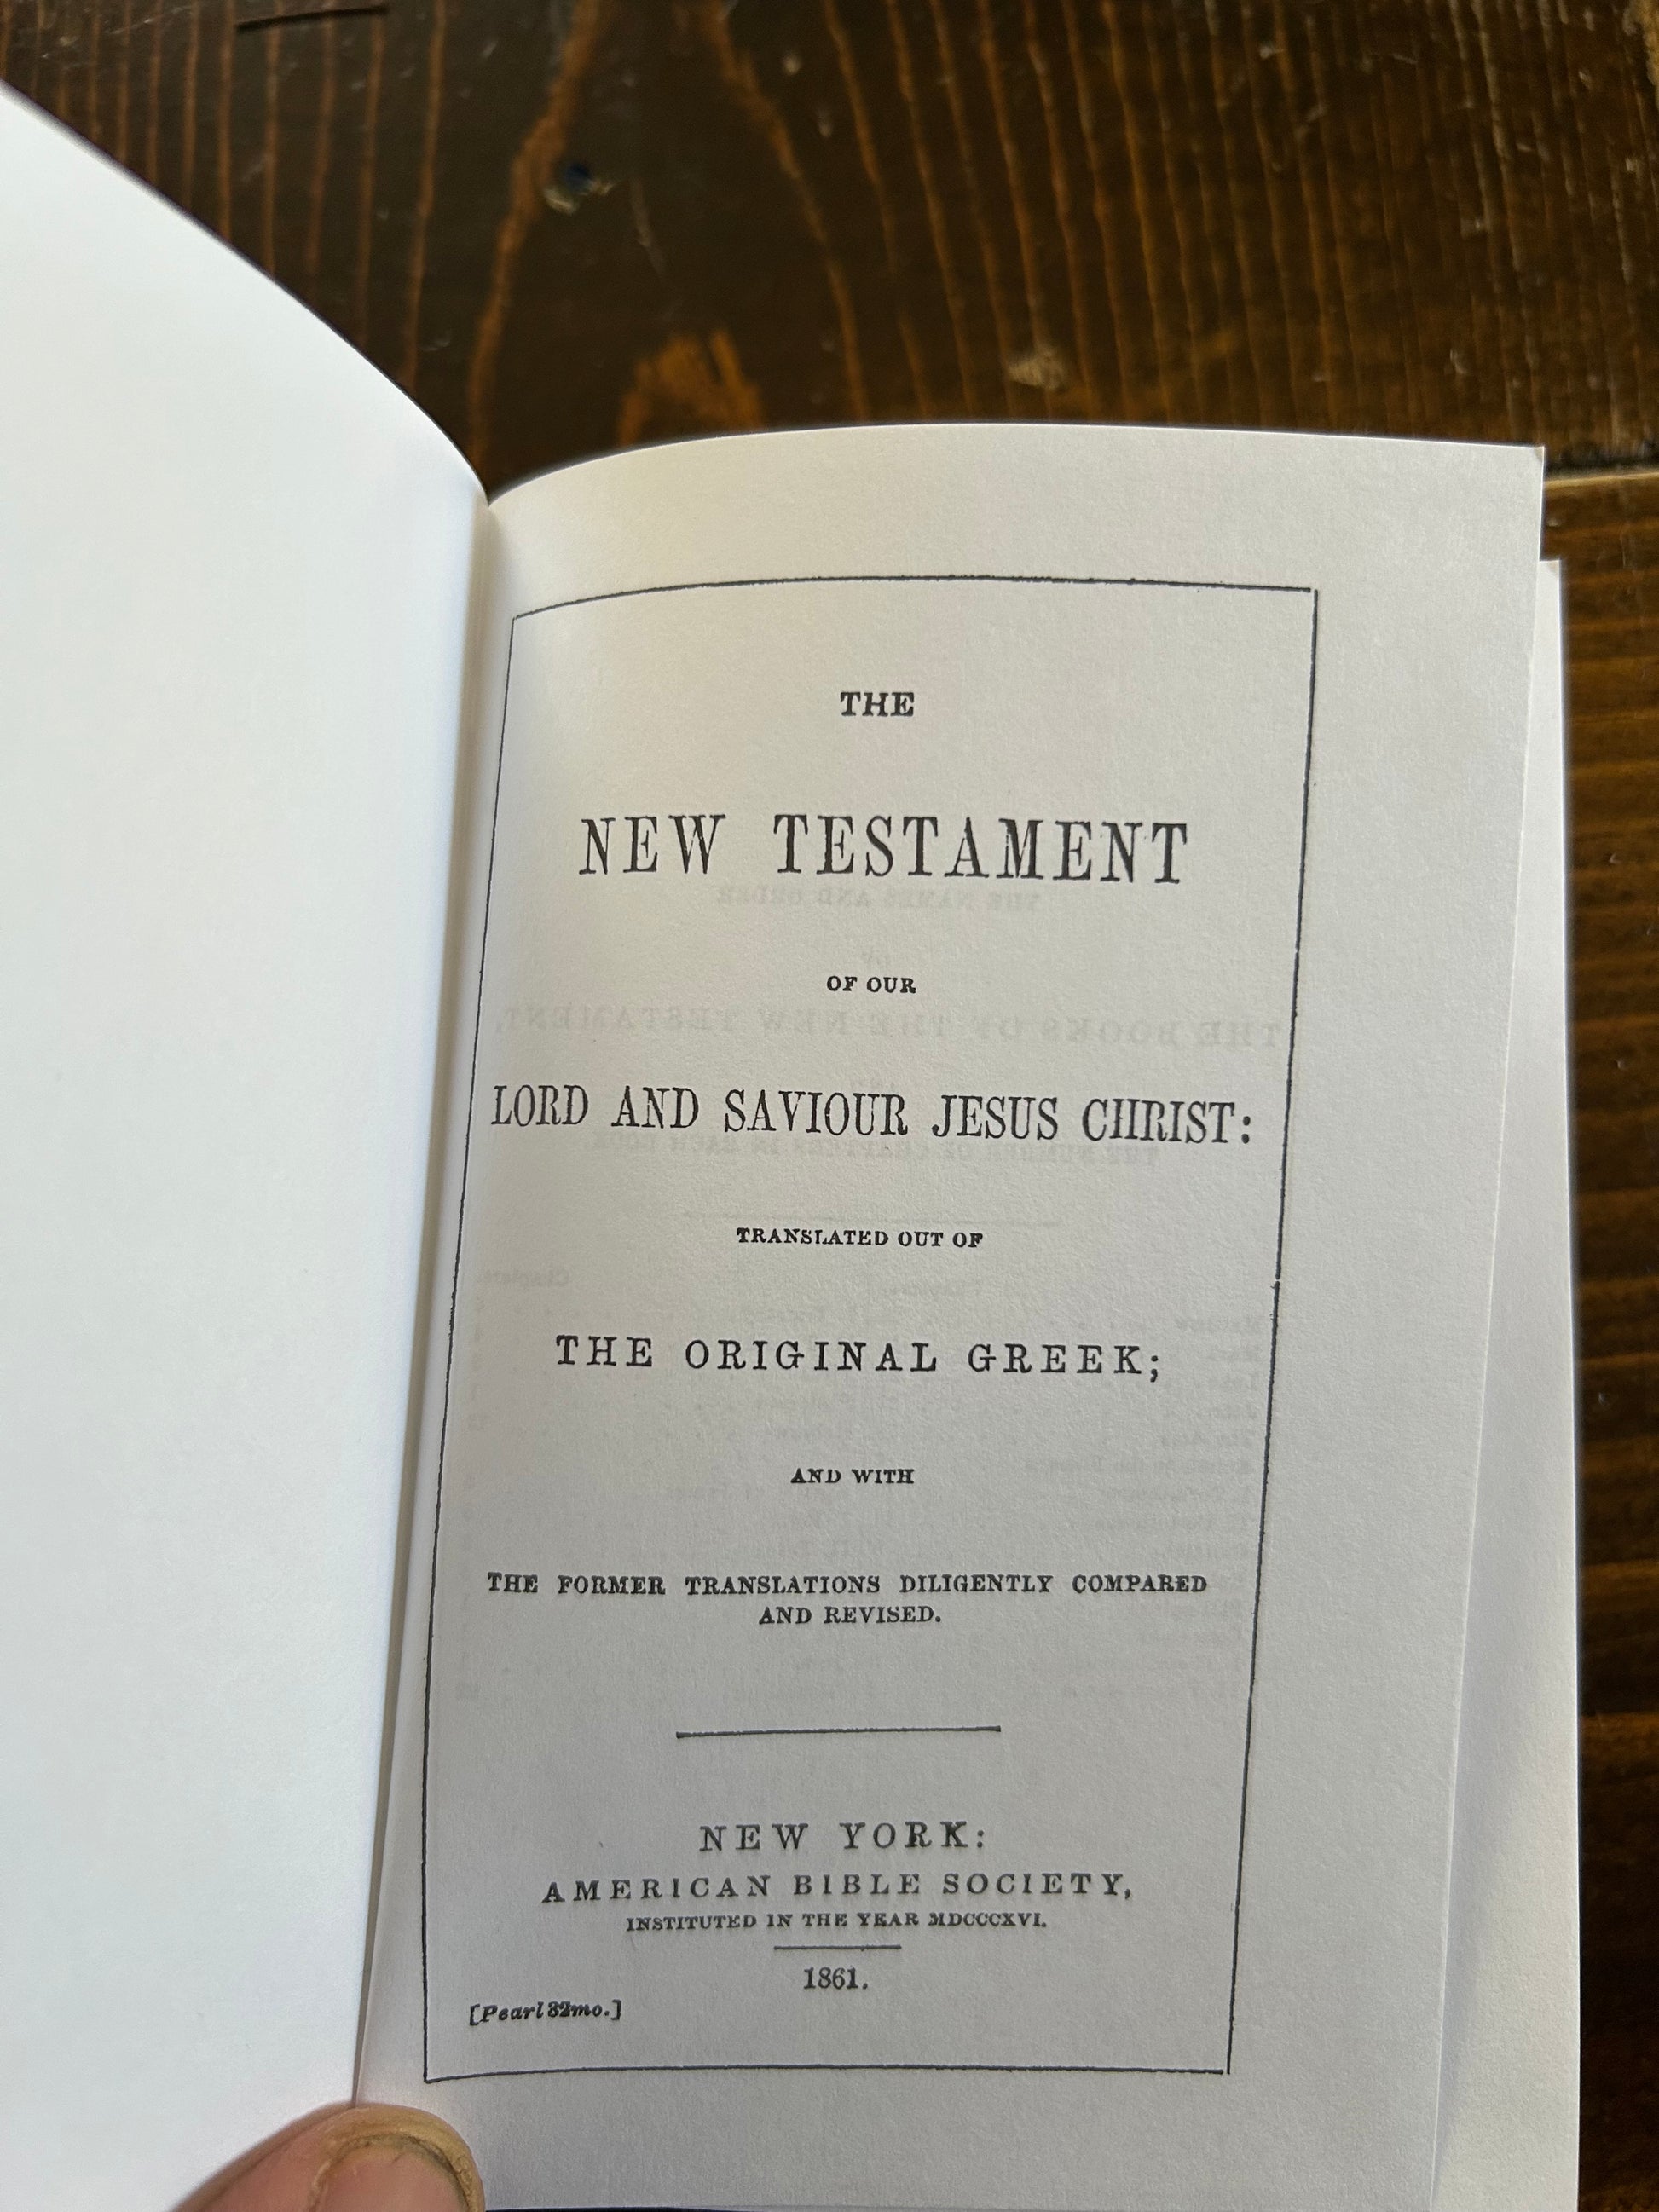 THE
NEW TESTAMENT
OF OUR
LORD AND SAVIOUR JESUS CHRIST:
TRANSLATED OUT OF
THE ORIGINAL GREEK;
AND WITH
THE FORMER TRANSLATIONS DILIGENTLY COMPARED
AND REVISED.
NEW YORK:
AMERICAN BIBLE SOCIETY,
INSTITUTED IN THE YEAR MDCCCXVI.
1861.
[Pearl 32mo.]